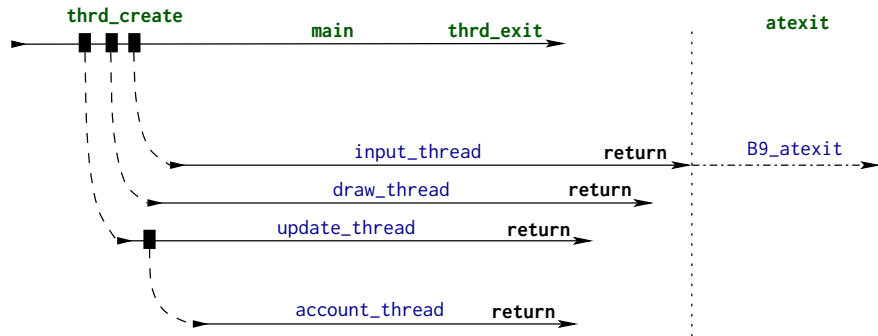 thrd_create
main
thrd_exit
atexit
input_thread
return
B9_atexit
draw_thread
return
update_thread
return
account_thread
return